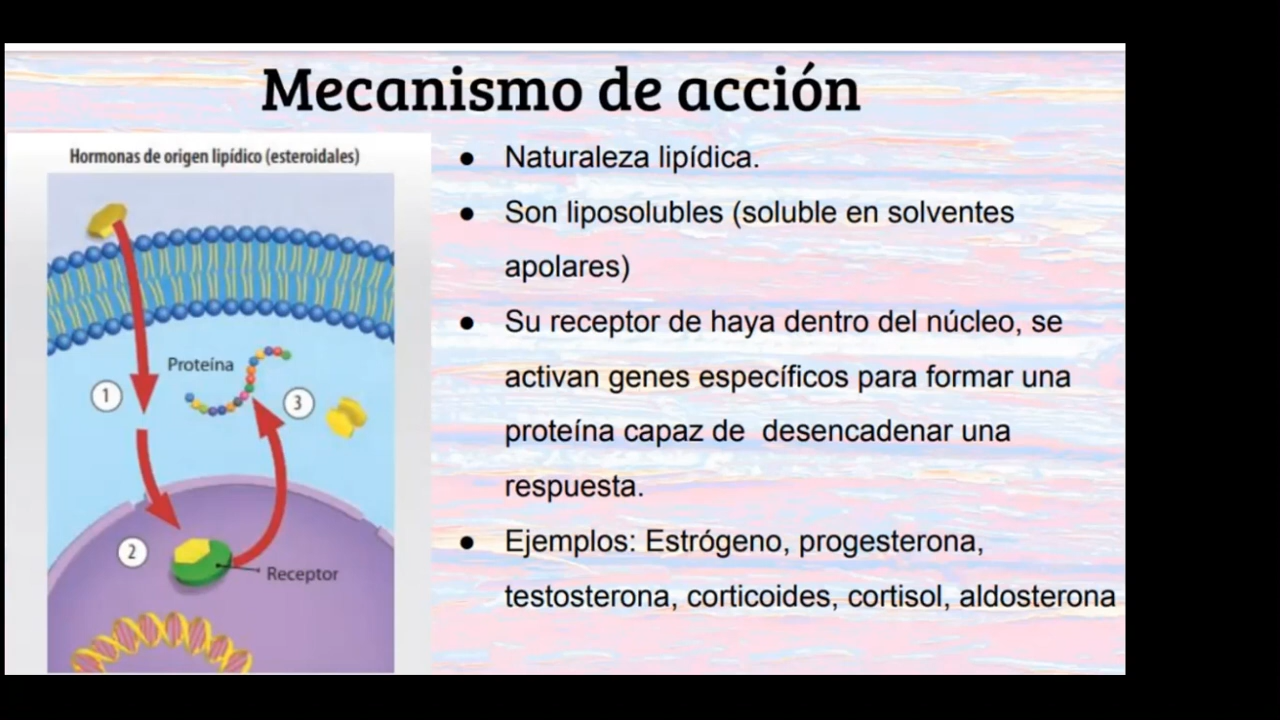 Mecanismo de acción
Hormonas de origen lipídico (esteroidales)
Proteína
1
3
2
Receptor
● Naturaleza lipídica.
● Son liposolubles (soluble en solventes
apolares)
● Su receptor de haya dentro del núcleo, se
activan genes específicos para formar una
proteína capaz de desencadenar una
respuesta.
● Ejemplos: Estrógeno, progesterona,
testosterona, corticoides, cortisol, aldosterona